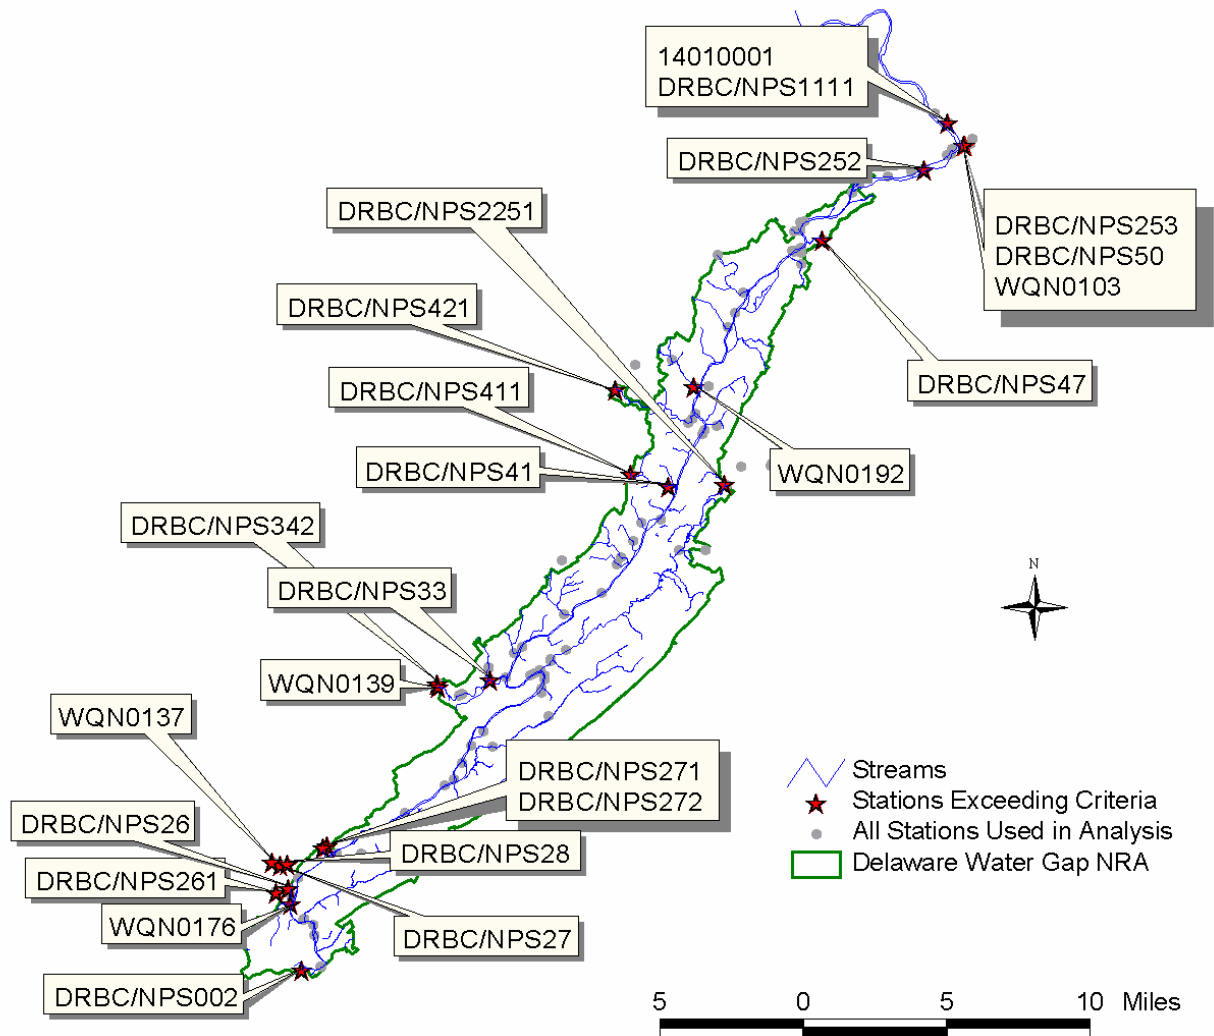 14010001
DRBC/NPS1111
DRBC/NPS252
DRBC/NPS2251
DRBC/NPS253
DRBC/NPS50
WQN0103
DRBC/NPS421
DRBC/NPS411
DRBC/NPS47
DRBC/NPS41
WQN0192
DRBC/NPS342
DRBC/NPS33
N
WQN0139
WQN0137
DRBC/NPS271
DRBC/NPS272
Streams
Stations Exceeding Criteria
All Stations Used in Analysis
Delaware Water Gap NRA
DRBC/NPS26
DRBC/NPS28
DRBC/NPS261
WQN0176
DRBC/NPS27
DRBC/NPS002
5 0 5 10 Miles